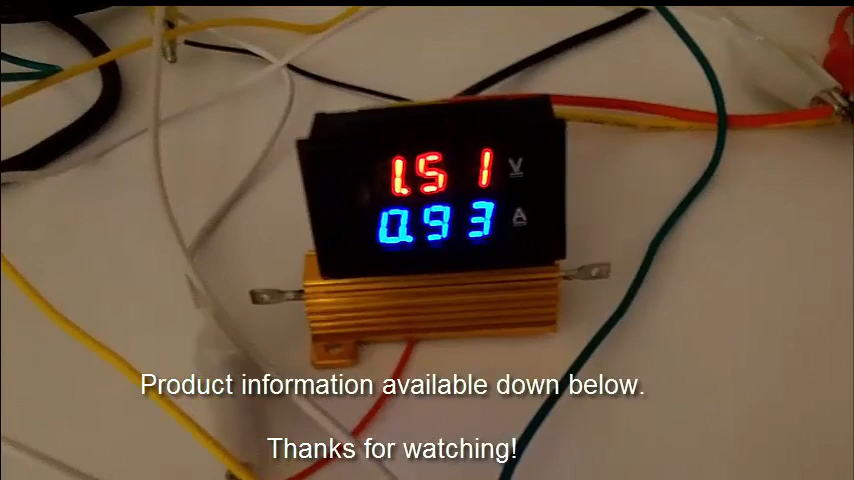 1.51 V
0.93 A
Product information available down below.
Thanks for watching!